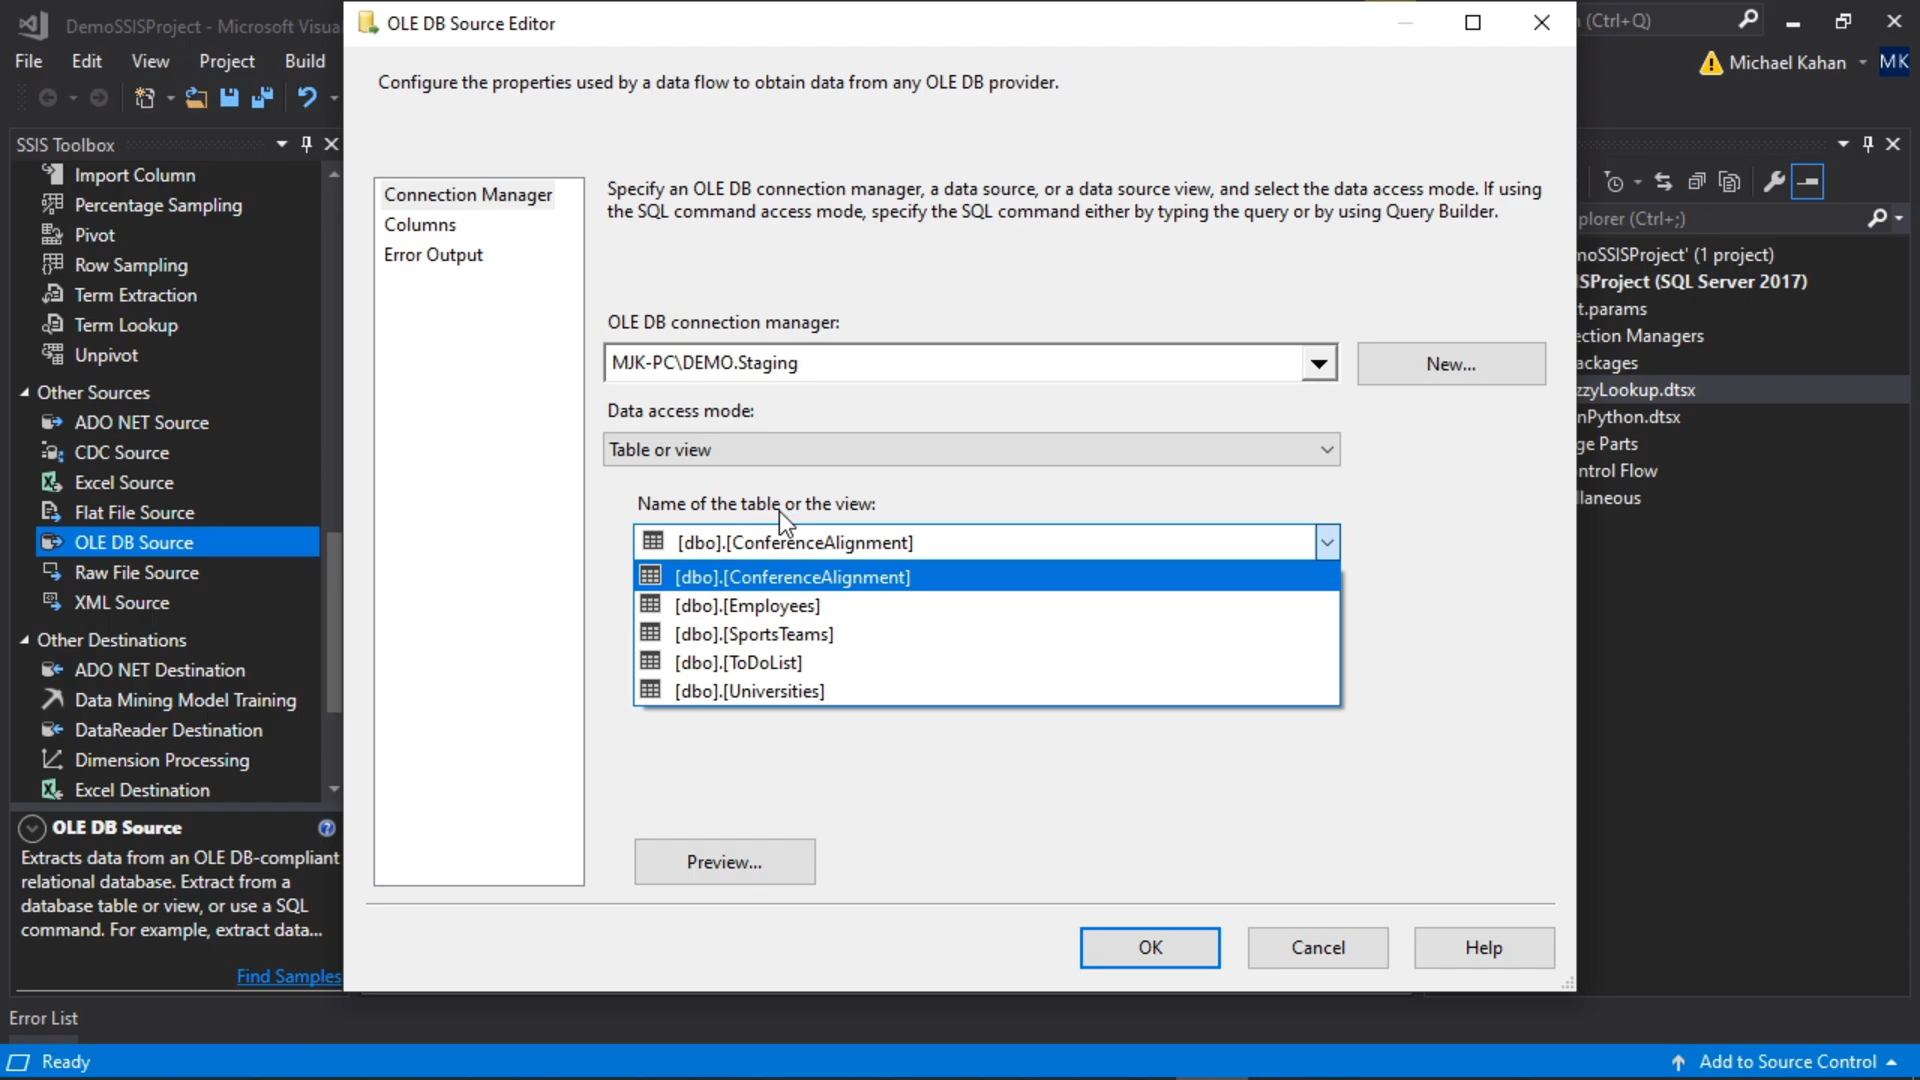 DemoSSISProject - Microsoft Visua
OLE DB Source Editor
(Ctrl+Q)
File Edit View Project Build
Michael Kahan MK
Configure the properties used by a data flow to obtain data from any OLE DB provider.
SSIS Toolbox
Import Column
Percentage Sampling
Pivot
Row Sampling
Term Extraction
Term Lookup
Unpivot
Other Sources
ADO NET Source
CDC Source
Excel Source
Flat File Source
OLE DB Source
Raw File Source
XML Source
Other Destinations
ADO NET Destination
Data Mining Model Training
DataReader Destination
Dimension Processing
Excel Destination
OLE DB Source
Extracts data from an OLE DB-compliant
relational database. Extract from a
database table or view, or use a SQL
command. For example, extract data...
Find Samples
Connection Manager
Columns
Error Output
Specify an OLE DB connection manager, a data source, or a data source view, and select the data access mode. If using
the SQL command access mode, specify the SQL command either by typing the query or by using Query Builder.
OLE DB connection manager:
MJK-PC\DEMO.Staging
New...
Data access mode:
Table or view
Name of the table or the view:
[dbo].[ConferenceAlignment]
[dbo].[ConferenceAlignment]
[dbo].[Employees]
[dbo].[SportsTeams]
[dbo].[ToDoList]
[dbo].[Universities]
Preview...
OK Cancel Help
plorer (Ctrl+;)
moSSISProject' (1 project)
ISProject (SQL Server 2017)
t.params
ection Managers
ackages
zzyLookup.dtsx
nPython.dtsx
ge Parts
ntrol Flow
llaneous
Error List
Ready
Add to Source Control